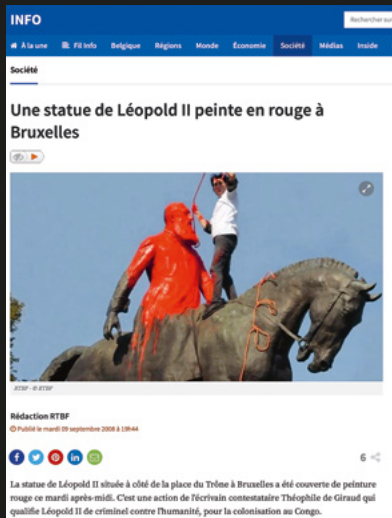 INFO
Rechercher sur
À la une Fil Info Belgique Régions Monde Économie Société Médias Inside
Société
Une statue de Léopold II peinte en rouge à
Bruxelles
RTBF - © RTBF
Rédaction RTBF
Publié le mardi 09 septembre 2008 à 19h44
6
La statue de Léopold II située à côté de la place du Trône à Bruxelles a été couverte de peinture
rouge ce mardi après-midi. C'est une action de l'écrivain contestataire Théophile de Giraud qui
qualifie Léopold II de criminel contre l'humanité, pour la colonisation au Congo.